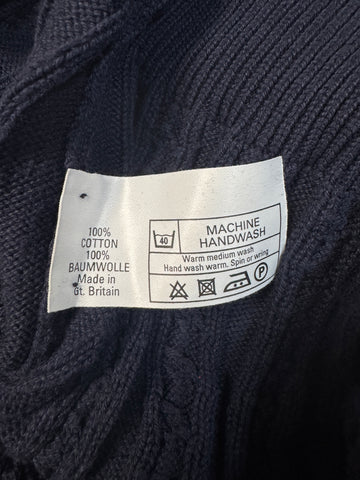 100%
COTTON
100%
BAUMWOLLE
Made in
Gt. Britain
40
MACHINE
HANDWASH
Warm medium wash
Hand wash warm. Spin or wring
P